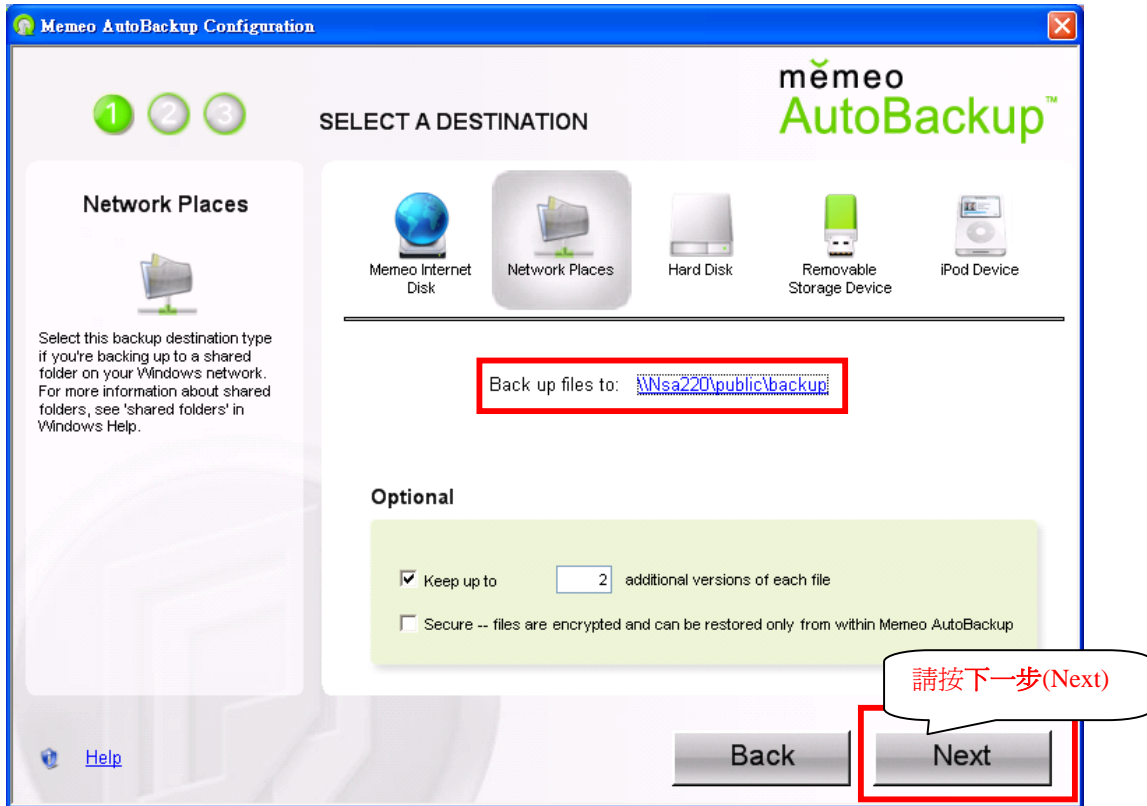 Memeo AutoBackup Configuration
1 2 3
SELECT A DESTINATION
mĕmeo
AutoBackup™
Network Places
Select this backup destination type
if you're backing up to a shared
folder on your Windows network.
For more information about shared
folders, see 'shared folders' in
Windows Help.
Memeo Internet
Disk
Network Places
Hard Disk
Removable
Storage Device
iPod Device
Back up files to: \\Nsa220\public\backup
Optional
Keep up to 2 additional versions of each file
Secure -- files are encrypted and can be restored only from within Memeo AutoBackup
請按下一步(Next)
Help
Back
Next